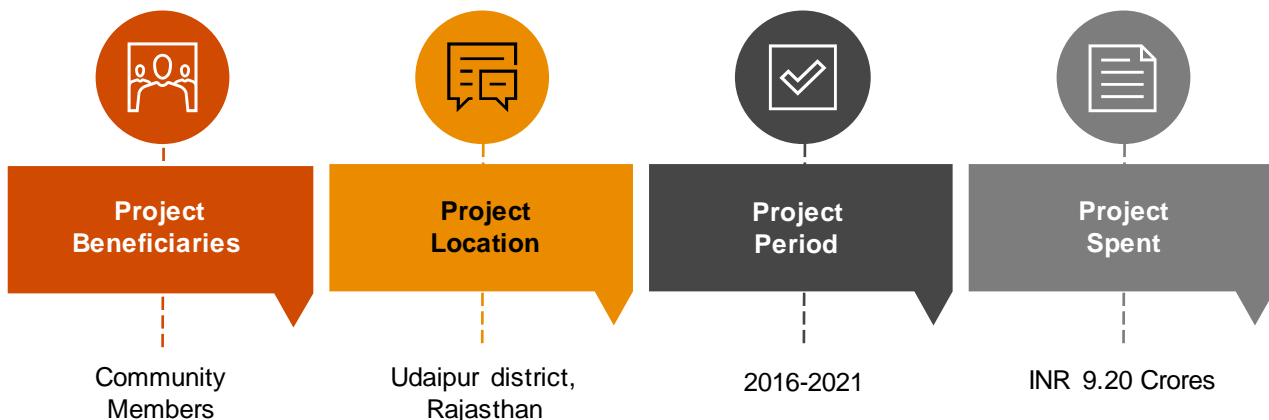 Project
Beneficiaries
Project
Location
Project
Period
Project
Spent
Community
Members
Udaipur district,
Rajasthan
2016-2021
INR 9.20 Crores